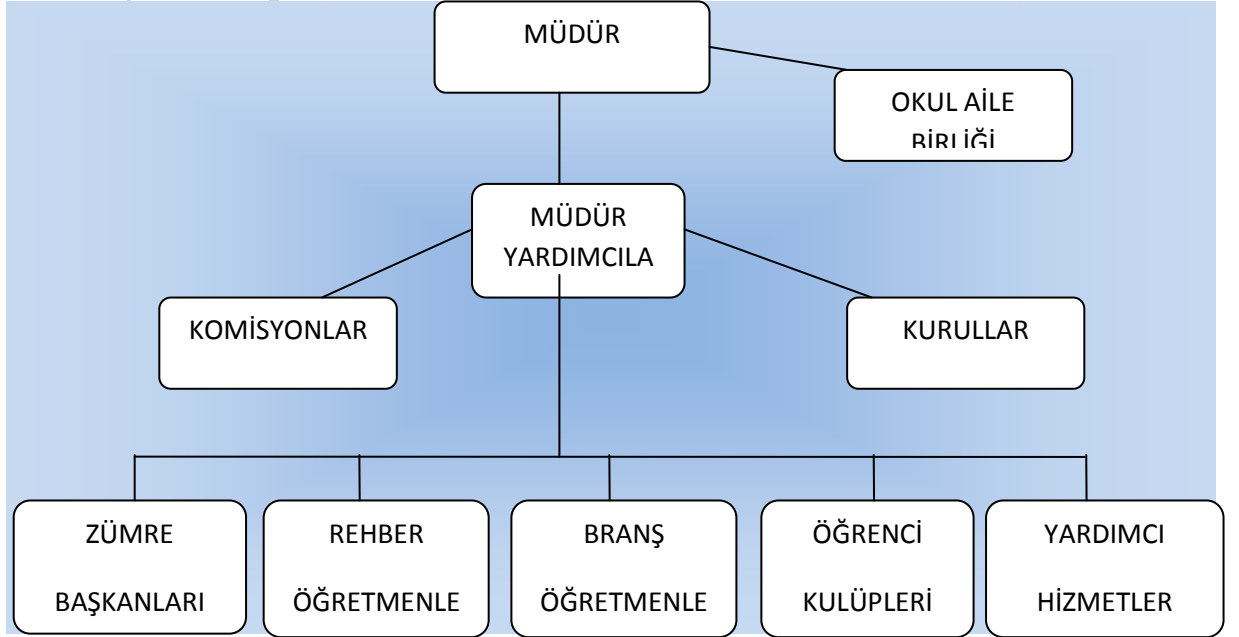 MÜDÜR
OKUL AİLE
BİRLİĞİ
MÜDÜR
YARDIMCILA
KOMİSYONLAR
KURULLAR
ZÜMRE
BAŞKANLARI
REHBER
ÖĞRETMENLE
BRANŞ
ÖĞRETMENLE
ÖĞRENCİ
KULÜPLERİ
YARDIMCI
HİZMETLER